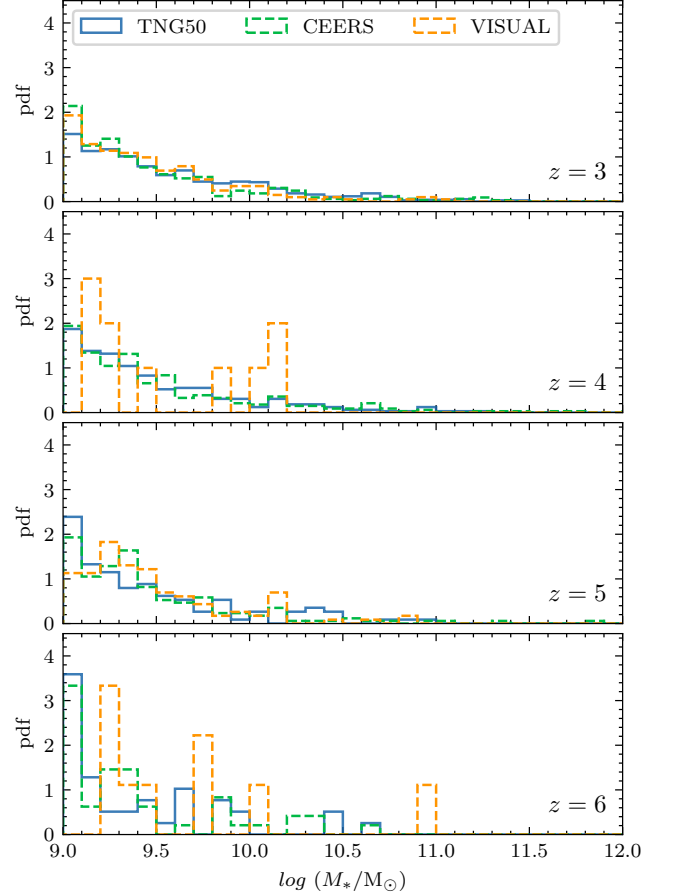 TNG50 CEERS VISUAL
4
3
2
1
0
pdf
z = 3
4
3
2
1
0
pdf
z = 4
4
3
2
1
0
pdf
z = 5
4
3
2
1
0
pdf
z = 6
9.0 9.5 10.0 10.5 11.0 11.5 12.0
log (M*/M⊙)